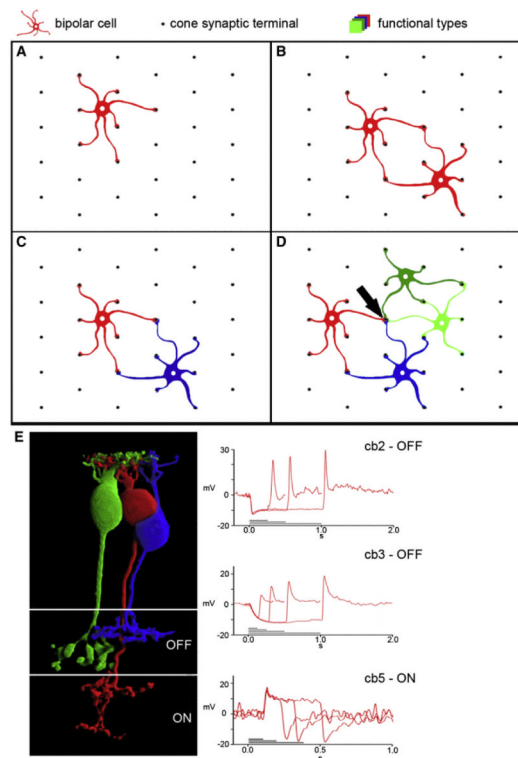 bipolar cell
cone synaptic terminal
functional types
A
B
C
D
E
OFF
ON
cb2 - OFF
30
mV
0
-20
0.0
1.0
2.0
s
cb3 - OFF
30
mV
0
-20
0.0
1.0
2.0
s
cb5 - ON
20
mV
0
-20
0.0
0.5
1.0
s